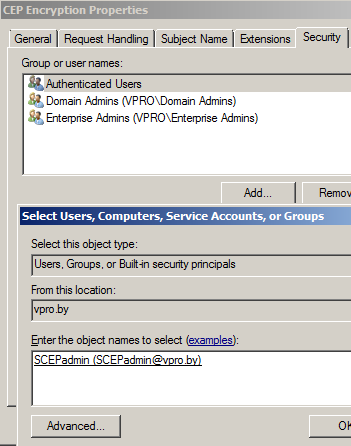 CEP Encryption Properties
General Request Handling Subject Name Extensions Security
Group or user names:
Authenticated Users
Domain Admins (VPRO\Domain Admins)
Enterprise Admins (VPRO\Enterprise Admins)
Add... Remov
Select Users, Computers, Service Accounts, or Groups
Select this object type:
Users, Groups, or Built-in security principals
From this location:
vpro.by
Enter the object names to select (examples):
SCEPadmin (SCEPadmin@vpro.by)
Advanced... OK